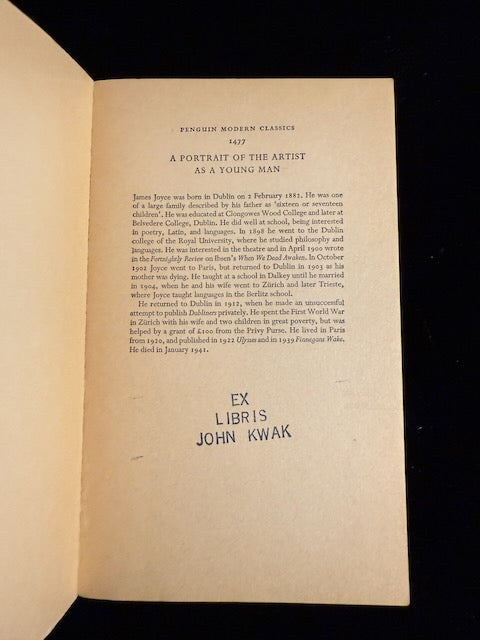 PENGUIN MODERN CLASSICS
1477
A PORTRAIT OF THE ARTIST
AS A YOUNG MAN
James Joyce was born in Dublin on 2 February 1882. He was one
of a large family described by his father as 'sixteen or seventeen
children'. He was educated at Clongowes Wood College and later at
Belvedere College, Dublin. He did well at school, being interested
in poetry, Latin, and languages. In 1898 he went to the Dublin
college of the Royal University, where he studied philosophy and
languages. He was interested in the theatre and in April 1900 wrote
in the Fortnightly Review on Ibsen's When We Dead Awaken. In October
1902 Joyce went to Paris, but returned to Dublin in 1903 as his
mother was dying. He taught at a school in Dalkey until he married
in 1904, when he and his wife went to Zürich and later Trieste,
where Joyce taught languages in the Berlitz school.
He returned to Dublin in 1912, when he made an unsuccessful
attempt to publish Dubliners privately. He spent the First World War
in Zürich with his wife and two children in great poverty, but was
helped by a grant of £100 from the Privy Purse. He lived in Paris
from 1920, and published in 1922 Ulysses and in 1939 Finnegans Wake.
He died in January 1941.
EX
LIBRIS
JOHN KWAK